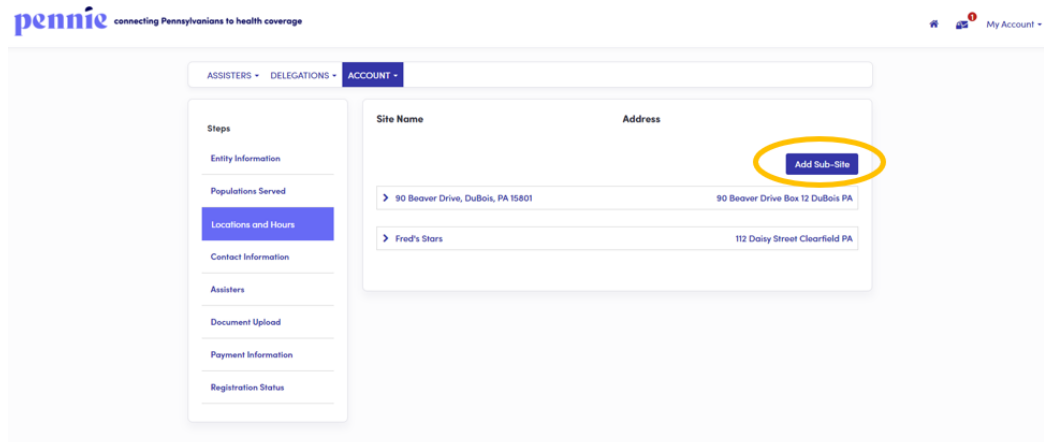 pennie connecting Pennsylvanians to health coverage
1
My Account
ASSISTERS DELEGATIONS ACCOUNT
Steps
Entity Information
Populations Served
Locations and Hours
Contact Information
Assisters
Document Upload
Payment Information
Registration Status
Site Name Address
Add Sub-Site
90 Beaver Drive, DuBois, PA 15801 90 Beaver Drive Box 12 DuBois PA
Fred's Stars 112 Daisy Street Clearfield PA